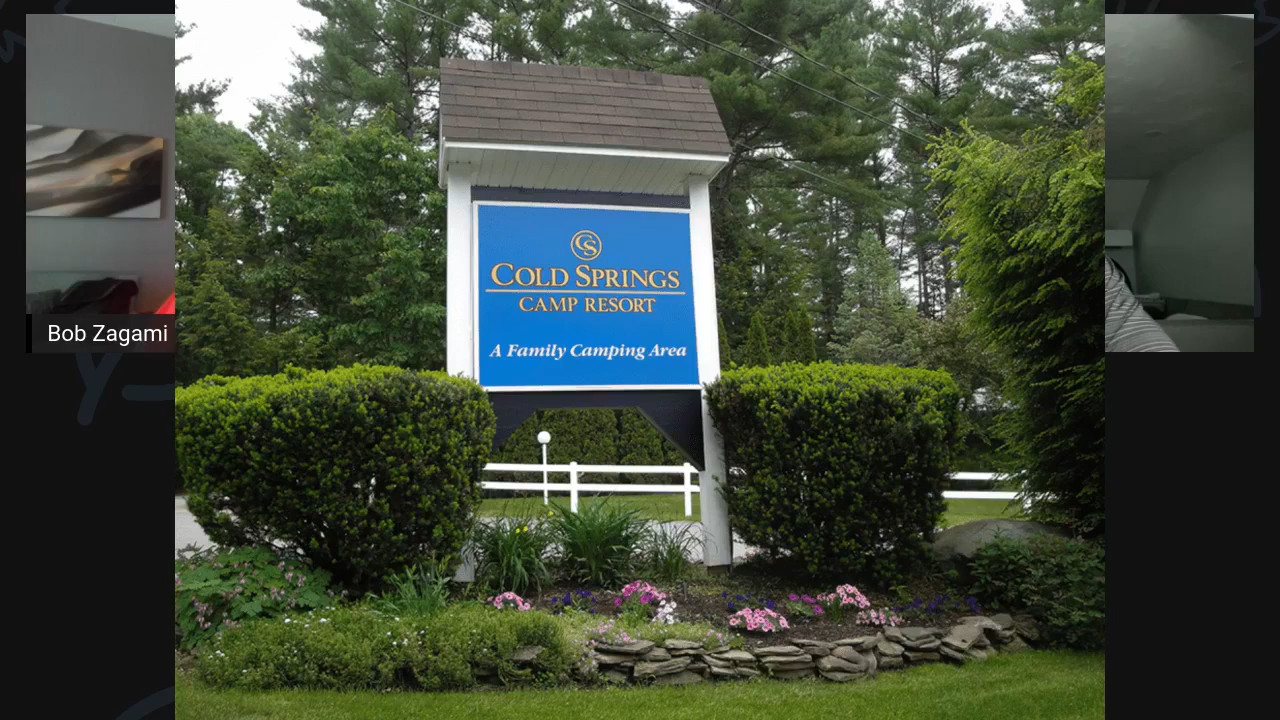 CS
COLD SPRINGS
CAMP RESORT
A Family Camping Area
Bob Zagami